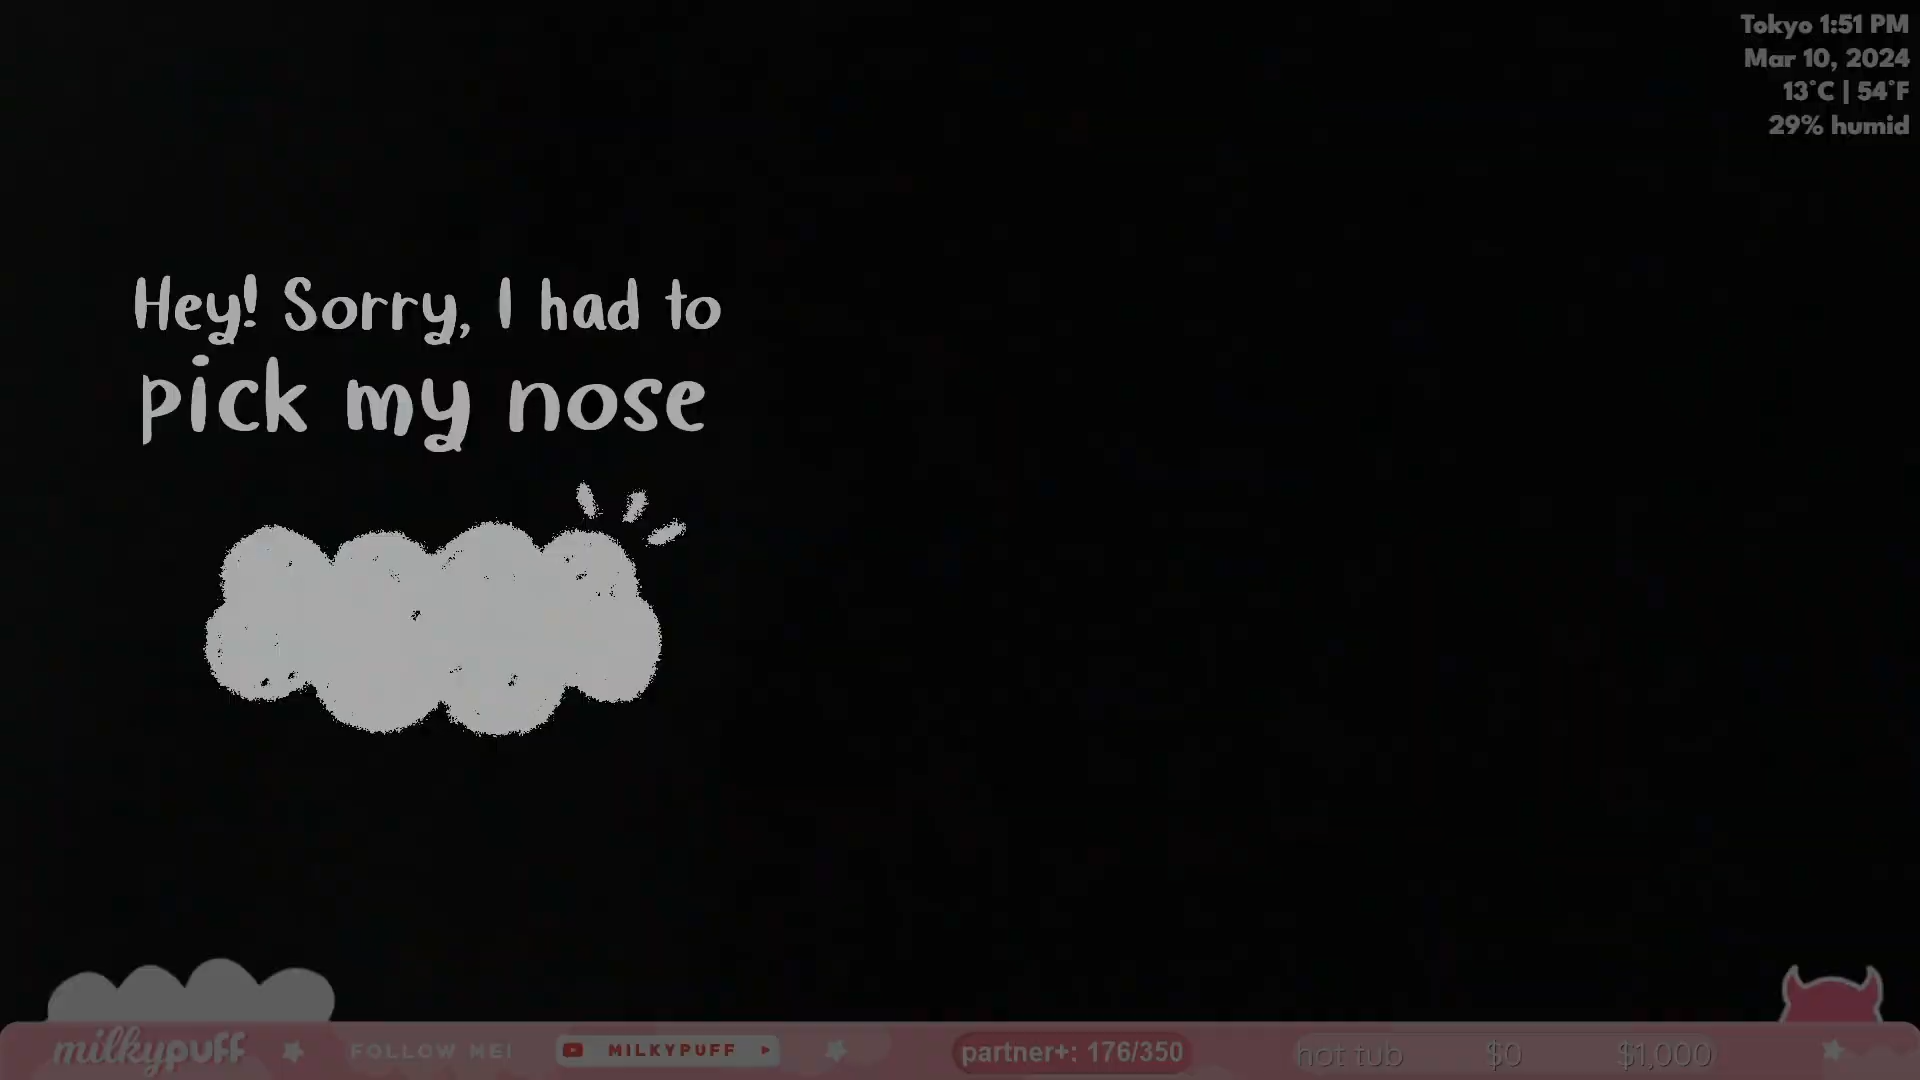 Tokyo 1:51 PM
Mar 10, 2024
13°C | 54°F
29% humid
Hey! Sorry, I had to
pick my nose
milkypuff
FOLLOW ME!
MILKYPUFF
partner+: 176/350
hot tub $0 $1,000